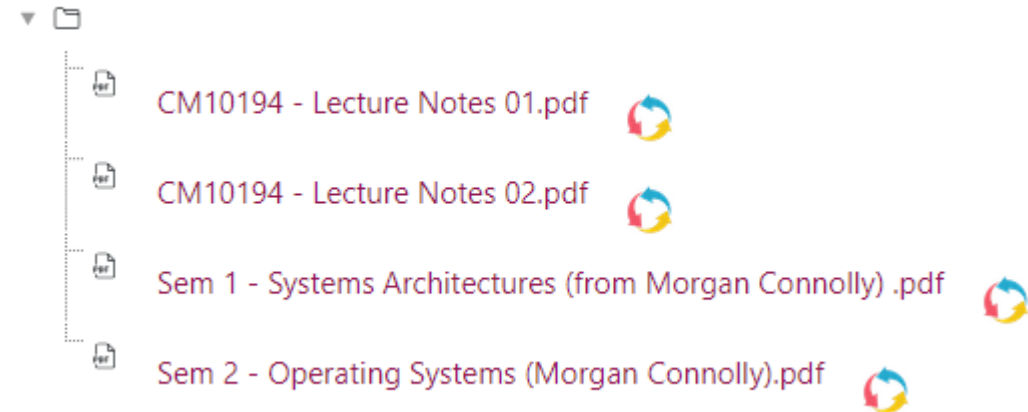 CM10194 - Lecture Notes 01.pdf
CM10194 - Lecture Notes 02.pdf
Sem 1 - Systems Architectures (from Morgan Connolly) .pdf
Sem 2 - Operating Systems (Morgan Connolly).pdf